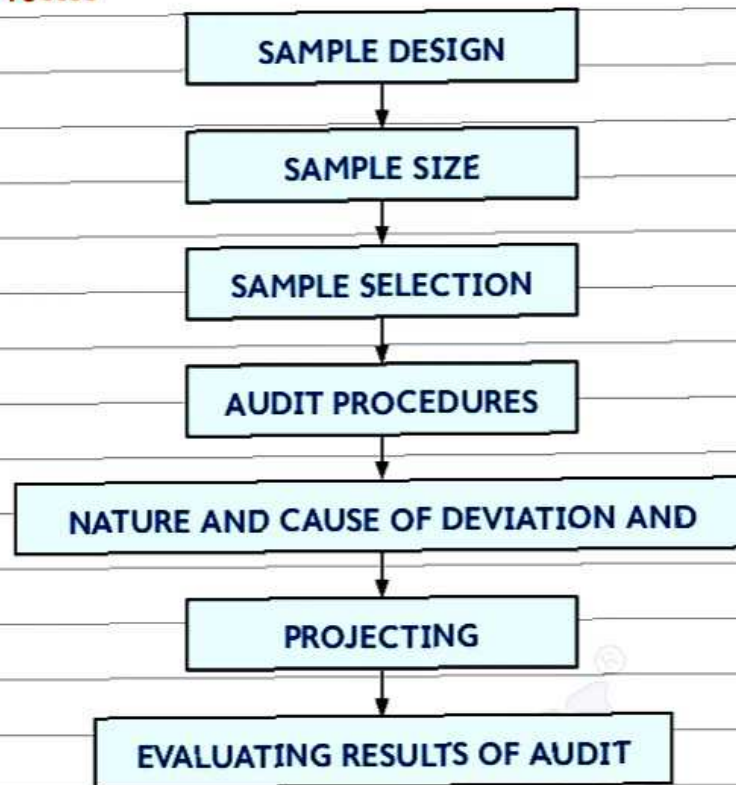 SAMPLE DESIGN
SAMPLE SIZE
SAMPLE SELECTION
AUDIT PROCEDURES
NATURE AND CAUSE OF DEVIATION AND
PROJECTING
EVALUATING RESULTS OF AUDIT